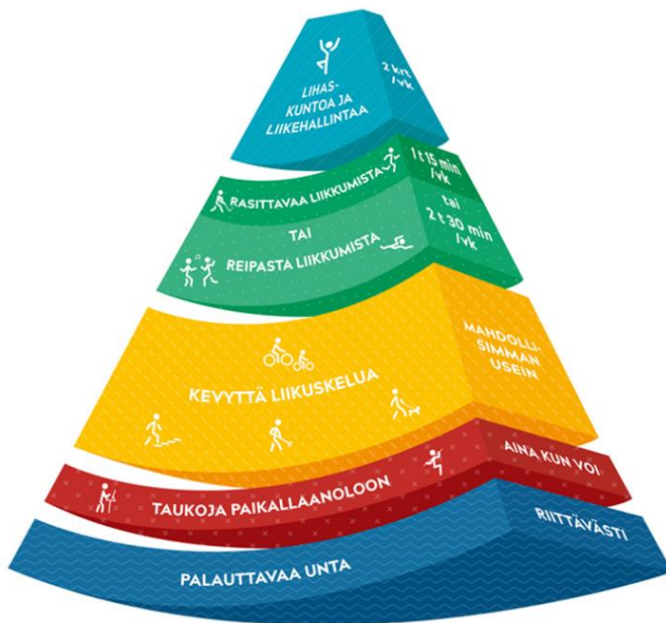 LIHAS-
KUNTOA JA
LIIKEHALLINTAA
2 krt
/vk
RASITTAVAA LIIKKUMISTA
1 t 15 min
/vk
TAI
REIPASTA LIIKKUMISTA
tai
2 t 30 min
/vk
KEVYTTÄ LIIKUSKELUA
MAHDOLLI-
SIMMAN
USEIN
TAUKOJA PAIKALLAANOLOON
AINA KUN VOI
PALAUTTAVAA UNTA
RIITTÄVÄSTI